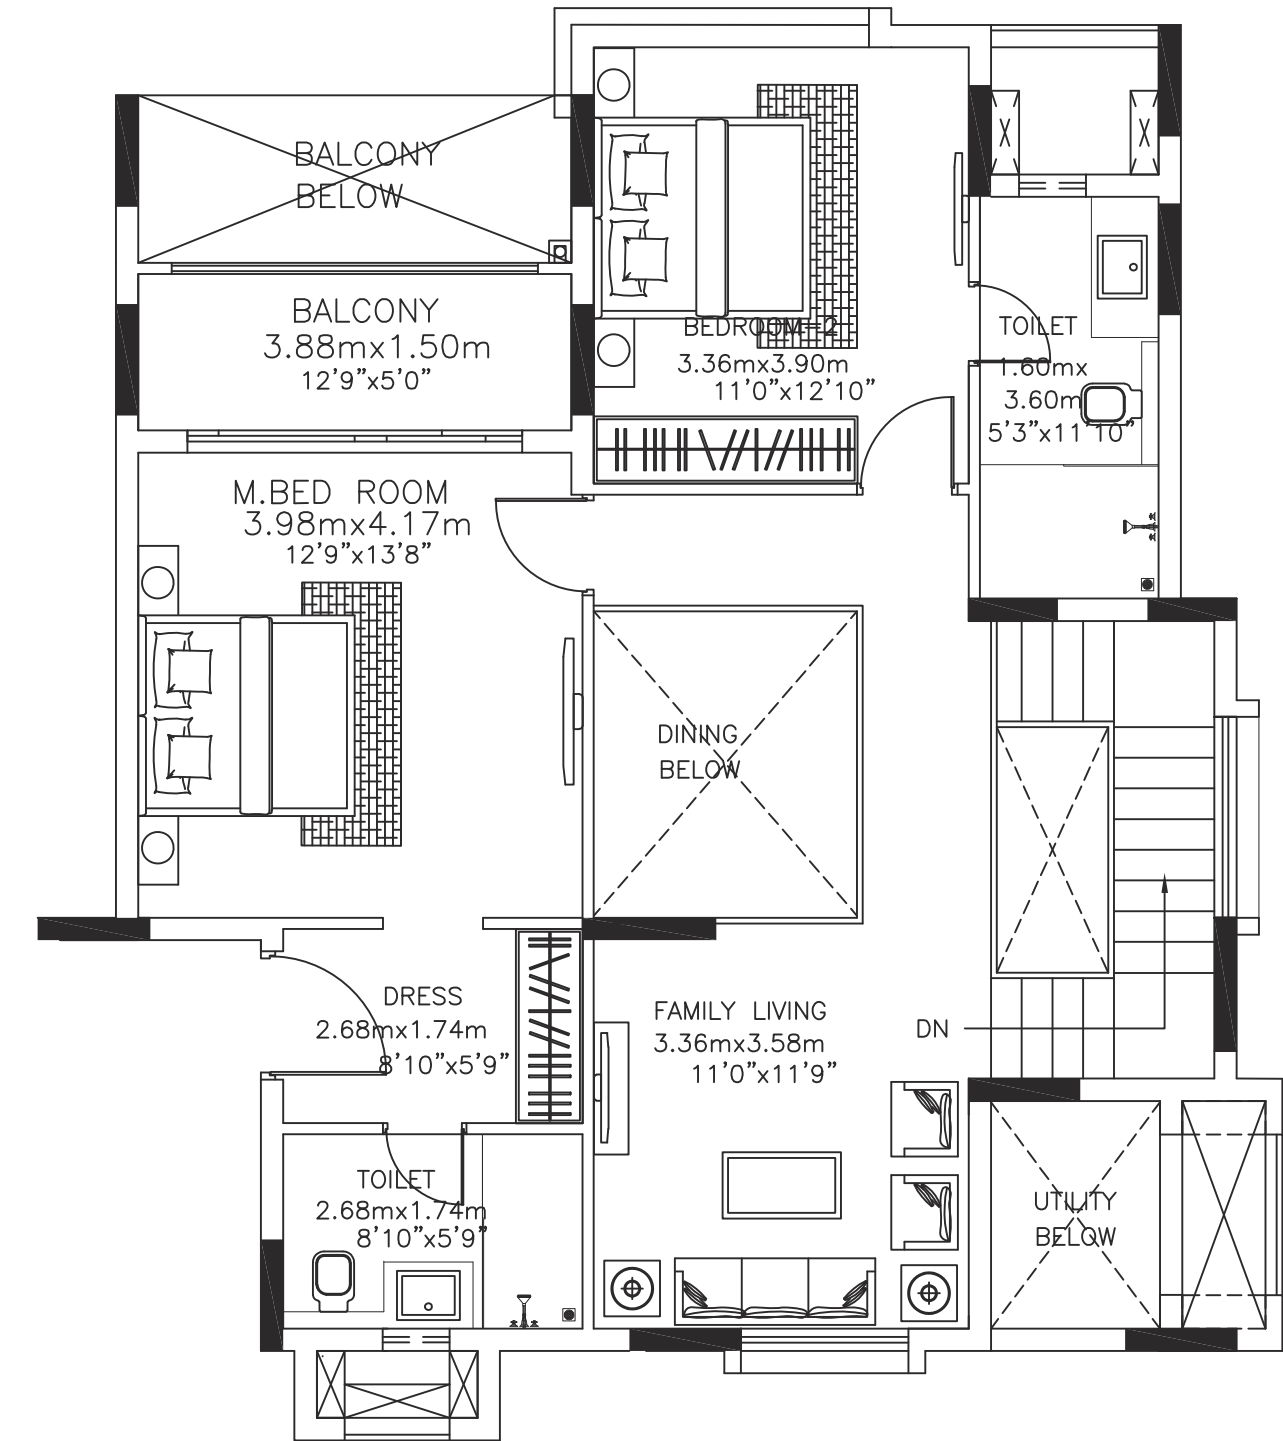 BALCONY
BELOW
BALCONY
3.88mx1.50m
12'9"x5'0"
BEDROOM-2
3.36mx3.90m
11'0"x12'10"
TOILET
1.60mx
3.60m
5'3"x11'10"
M.BED ROOM
3.98mx4.17m
12'9"x13'8"
DINING
BELOW
DRESS
2.68mx1.74m
8'10"x5'9"
FAMILY LIVING
3.36mx3.58m
11'0"x11'9"
DN
TOILET
2.68mx1.74m
8'10"x5'9"
UTILITY
BELOW